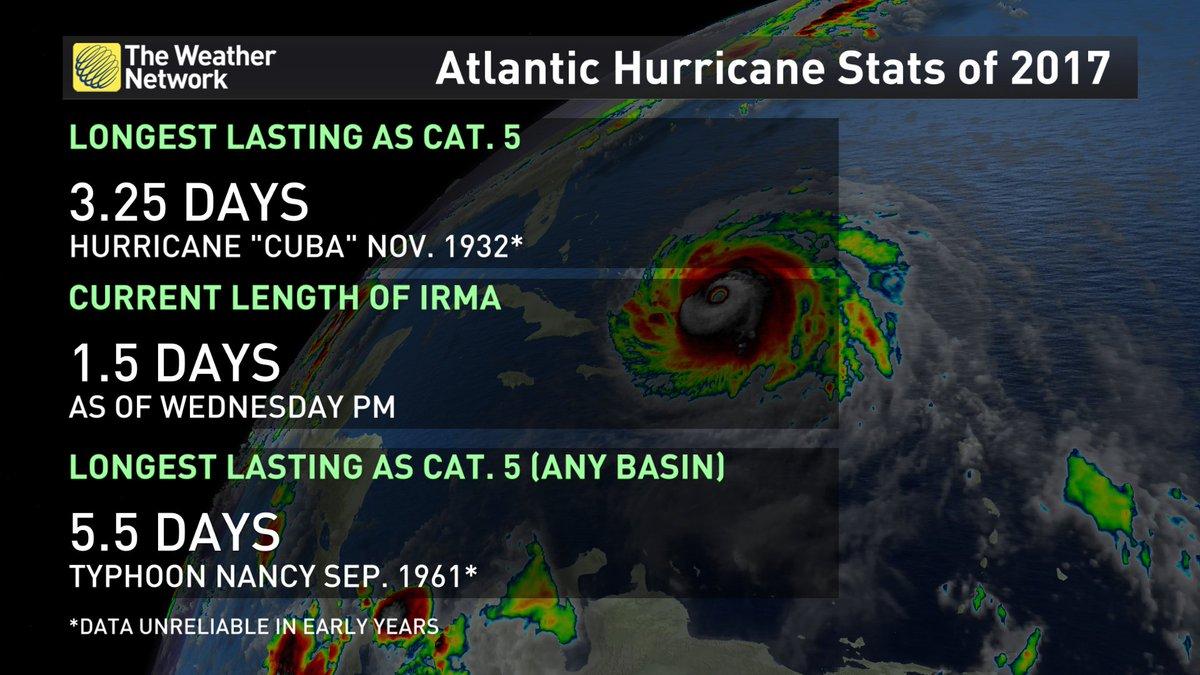 The Weather
Network
Atlantic Hurricane Stats of 2017
LONGEST LASTING AS CAT. 5
3.25 DAYS
HURRICANE "CUBA" NOV. 1932*
CURRENT LENGTH OF IRMA
1.5 DAYS
AS OF WEDNESDAY PM
LONGEST LASTING AS CAT. 5 (ANY BASIN)
5.5 DAYS
TYPHOON NANCY SEP. 1961*
*DATA UNRELIABLE IN EARLY YEARS